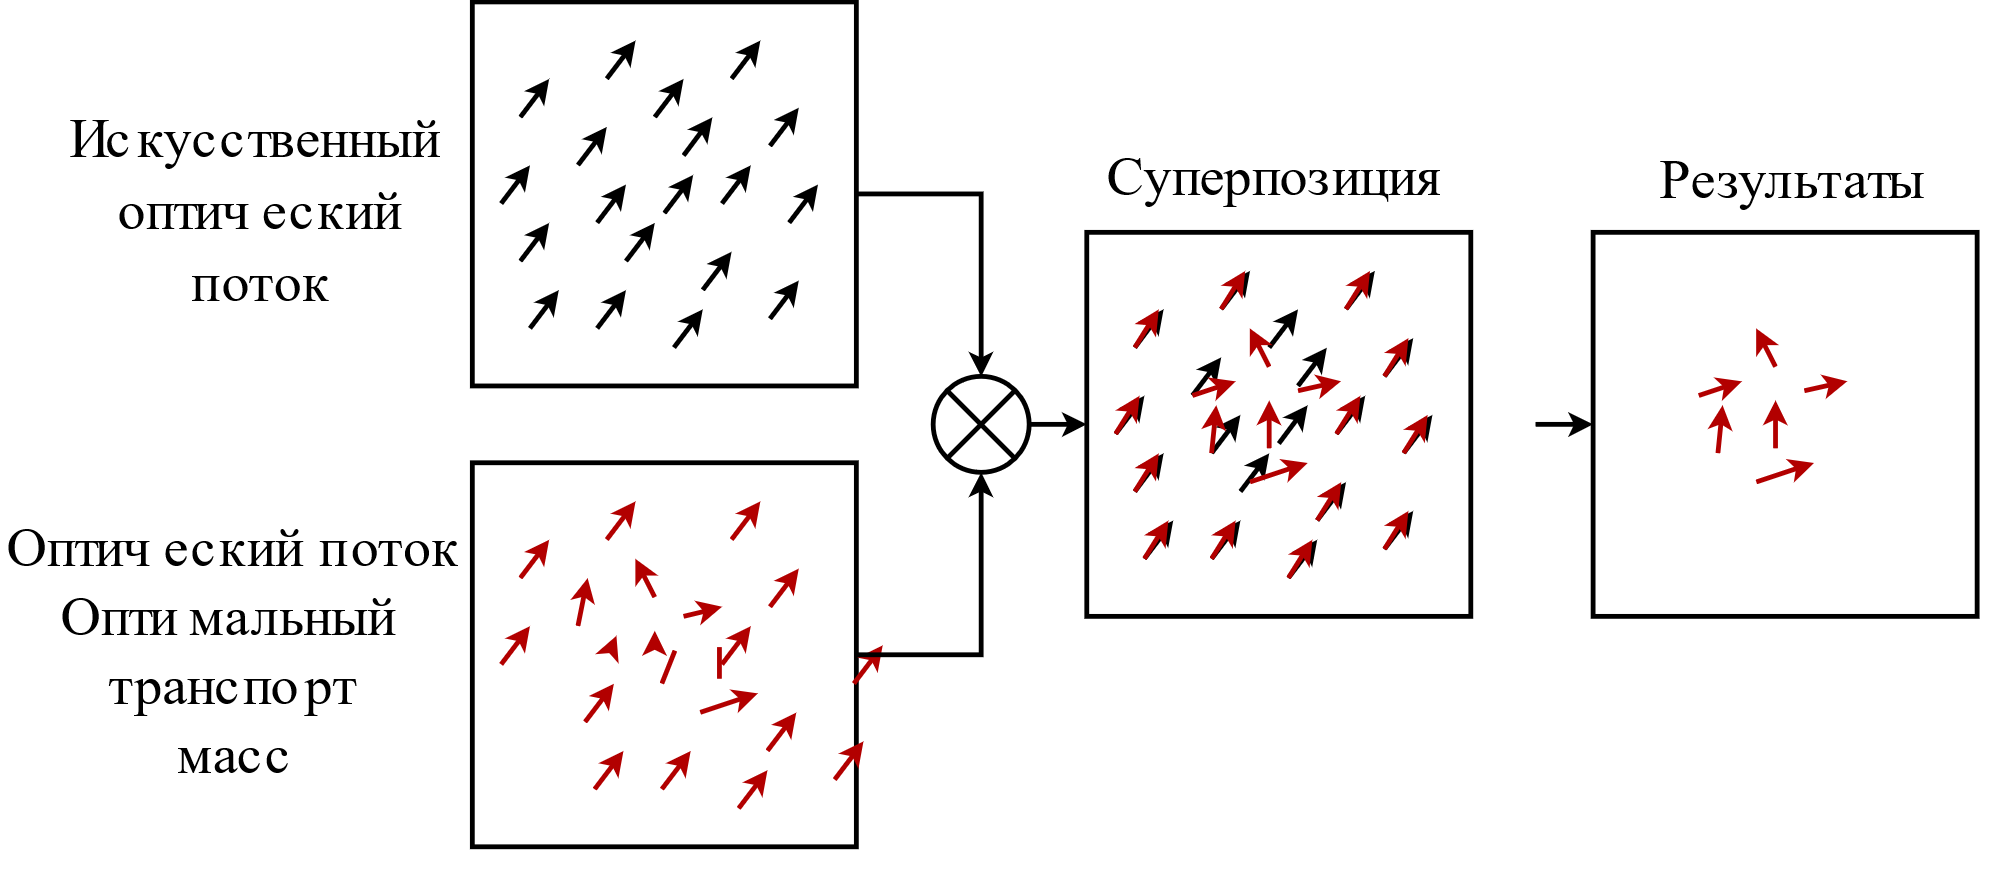 Искусственный
оптический
поток
Оптический поток
Оптимальный
транспорт
масс
Суперпозиция
Результаты